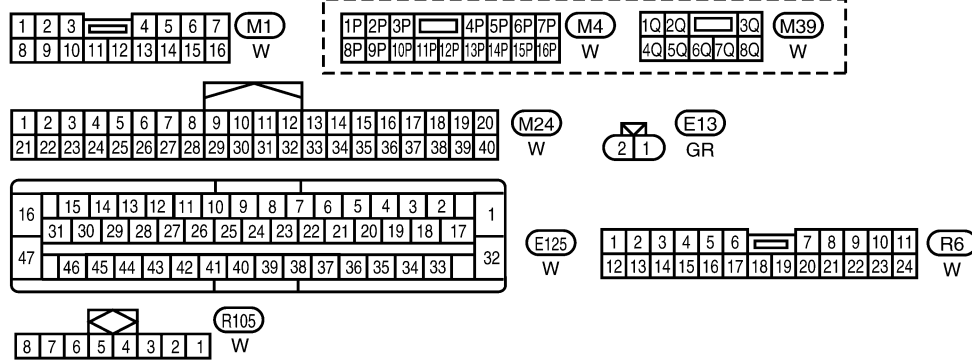 1 2 3 4 5 6 7 M1
8 9 10 11 12 13 14 15 16 W
1P 2P 3P 4P 5P 6P 7P M4
8P 9P 10P 11P 12P 13P 14P 15P 16P W
1Q 2Q 3Q M39
4Q 5Q 6Q 7Q 8Q W
1 2 3 4 5 6 7 8 9 10 11 12 13 14 15 16 17 18 19 20 M24
21 22 23 24 25 26 27 28 29 30 31 32 33 34 35 36 37 38 39 40 W
E13
2 1 GR
16 15 14 13 12 11 10 9 8 7 6 5 4 3 2 1
31 30 29 28 27 26 25 24 23 22 21 20 19 18 17
47 46 45 44 43 42 41 40 39 38 37 36 35 34 33 32
E125
W
1 2 3 4 5 6 7 8 9 10 11 R6
12 13 14 15 16 17 18 19 20 21 22 23 24 W
R105
8 7 6 5 4 3 2 1 W